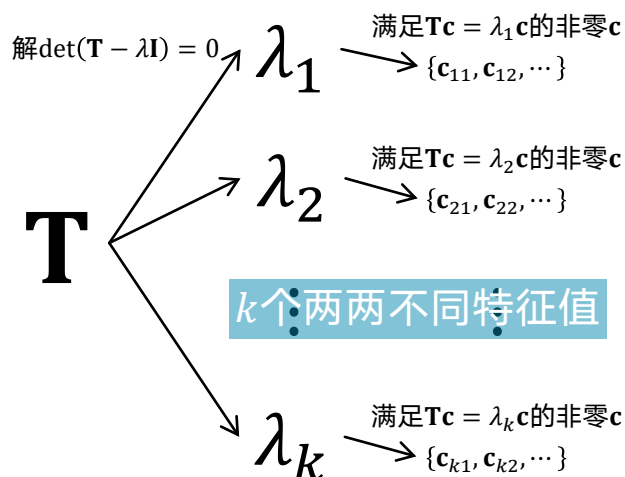 解det(𝐓 − λ𝐈) = 0
𝐓
λ₁
满足𝐓𝐜 = λ₁𝐜的非零𝐜
{𝐜₁₁, 𝐜₁₂, ⋯ }
λ₂
满足𝐓𝐜 = λ₂𝐜的非零𝐜
{𝐜₂₁, 𝐜₂₂, ⋯ }
k个两两不同特征值
λₖ
满足𝐓𝐜 = λₖ𝐜的非零𝐜
{𝐜ₖ₁, 𝐜ₖ₂, ⋯ }